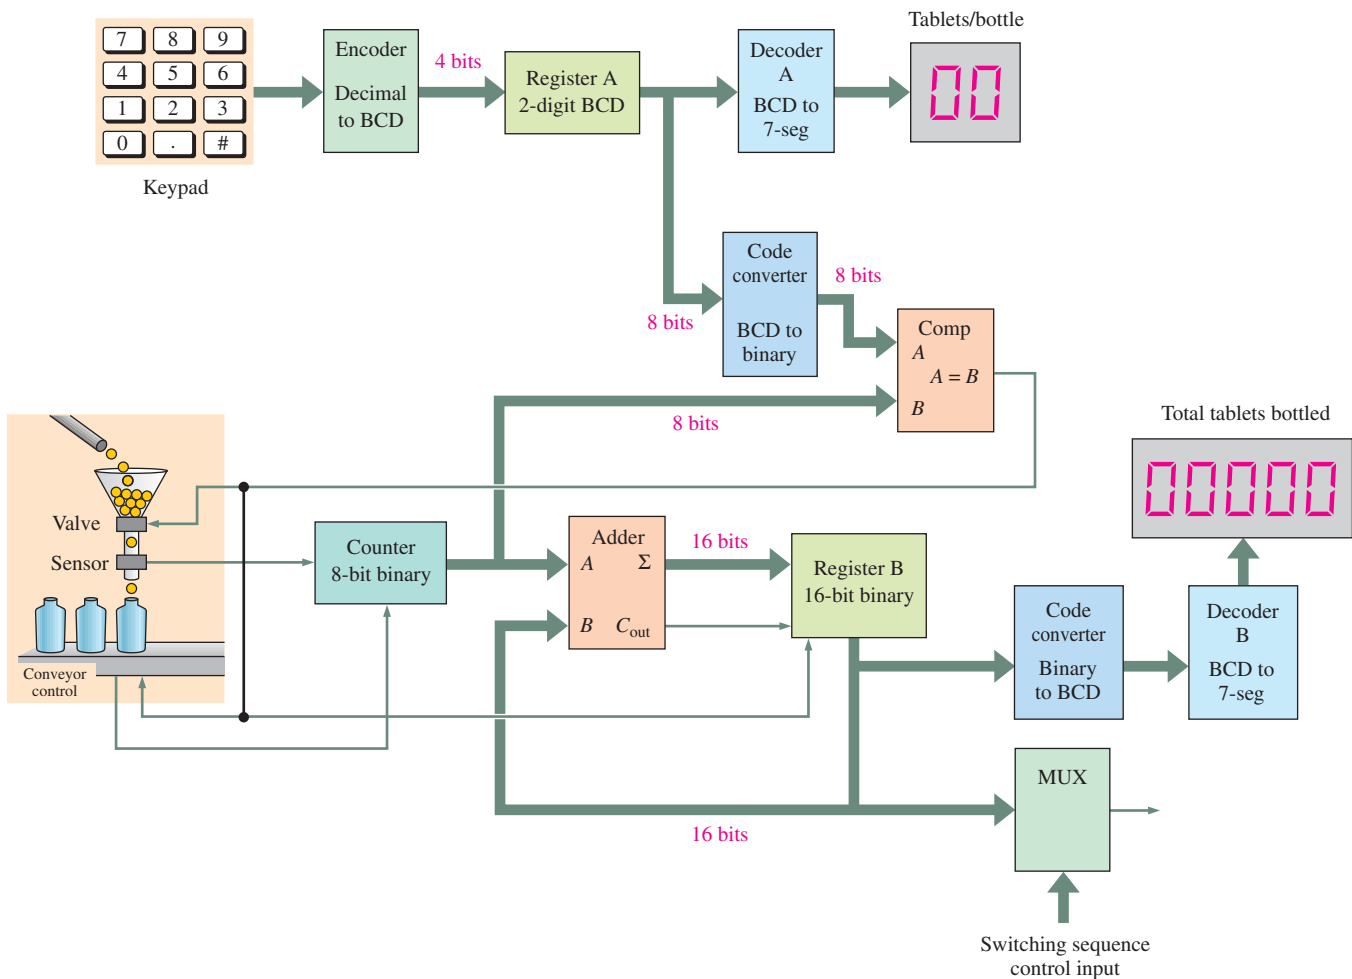 Tablets/bottle
7 8 9
4 5 6
1 2 3
0 . #
Keypad
Encoder
Decimal
to BCD
4 bits
Register A
2-digit BCD
Decoder
A
BCD to
7-seg
00
Code
converter
BCD to
binary
8 bits
8 bits
Comp
A
A = B
B
8 bits
Total tablets bottled
00000
Valve
Sensor
Conveyor
control
Counter
8-bit binary
Adder
A Σ
B Cout
16 bits
Register B
16-bit binary
Code
converter
Binary
to BCD
Decoder
B
BCD to
7-seg
16 bits
MUX
Switching sequence
control input